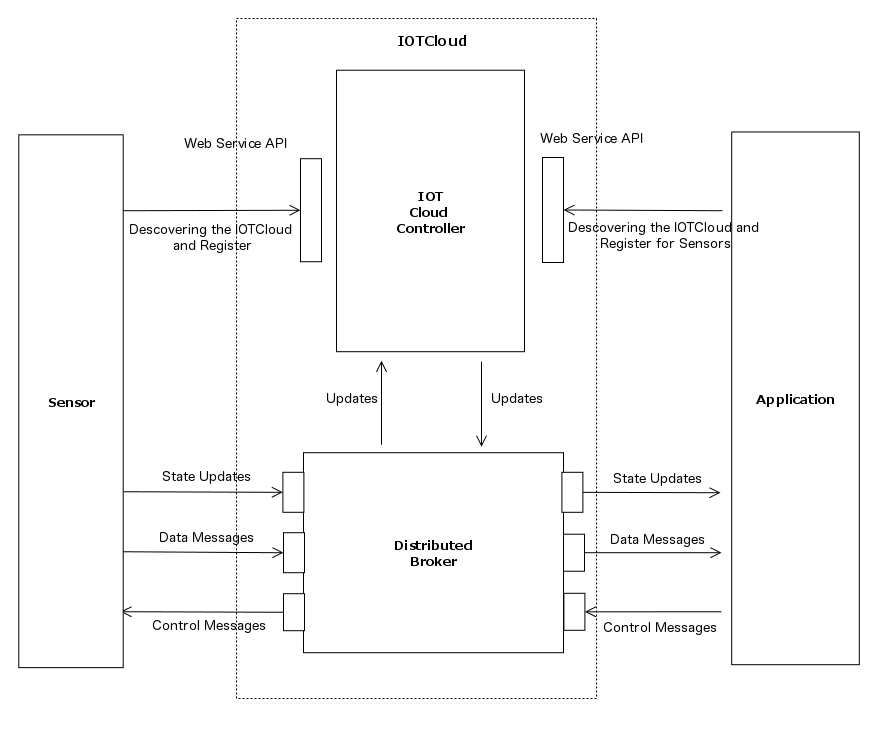 IOTCloud
Web Service API
Web Service API
IOT
Cloud
Controller
Descovering the IOTCloud
and Register
Descovering the IOTCloud and
Register for Sensors
Sensor
Updates
Updates
Application
State Updates
State Updates
Data Messages
Data Messages
Distributed
Broker
Control Messages
Control Messages